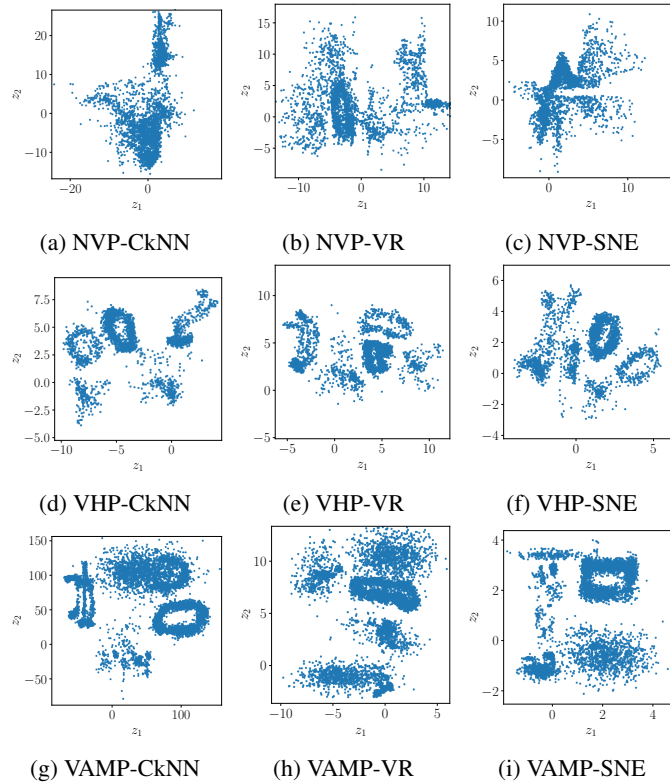 20
10
0
−10
z2
−20
0
z1
(a) NVP-CkNN
15
10
5
0
−5
z2
−10
0
10
z1
(b) NVP-VR
10
5
0
−5
z2
0
5
10
z1
(c) NVP-SNE
7.5
5.0
2.5
0.0
−2.5
−5.0
z2
−10
−5
0
z1
(d) VHP-CkNN
10
5
0
−5
z2
−5
0
5
10
z1
(e) VHP-VR
6
4
2
0
−2
−4
z2
0
5
z1
(f) VHP-SNE
150
100
50
0
−50
z2
0
100
z1
(g) VAMP-CkNN
10
5
0
z2
−10
−5
0
5
z1
(h) VAMP-VR
4
2
0
−2
z2
0
2
4
z1
(i) VAMP-SNE